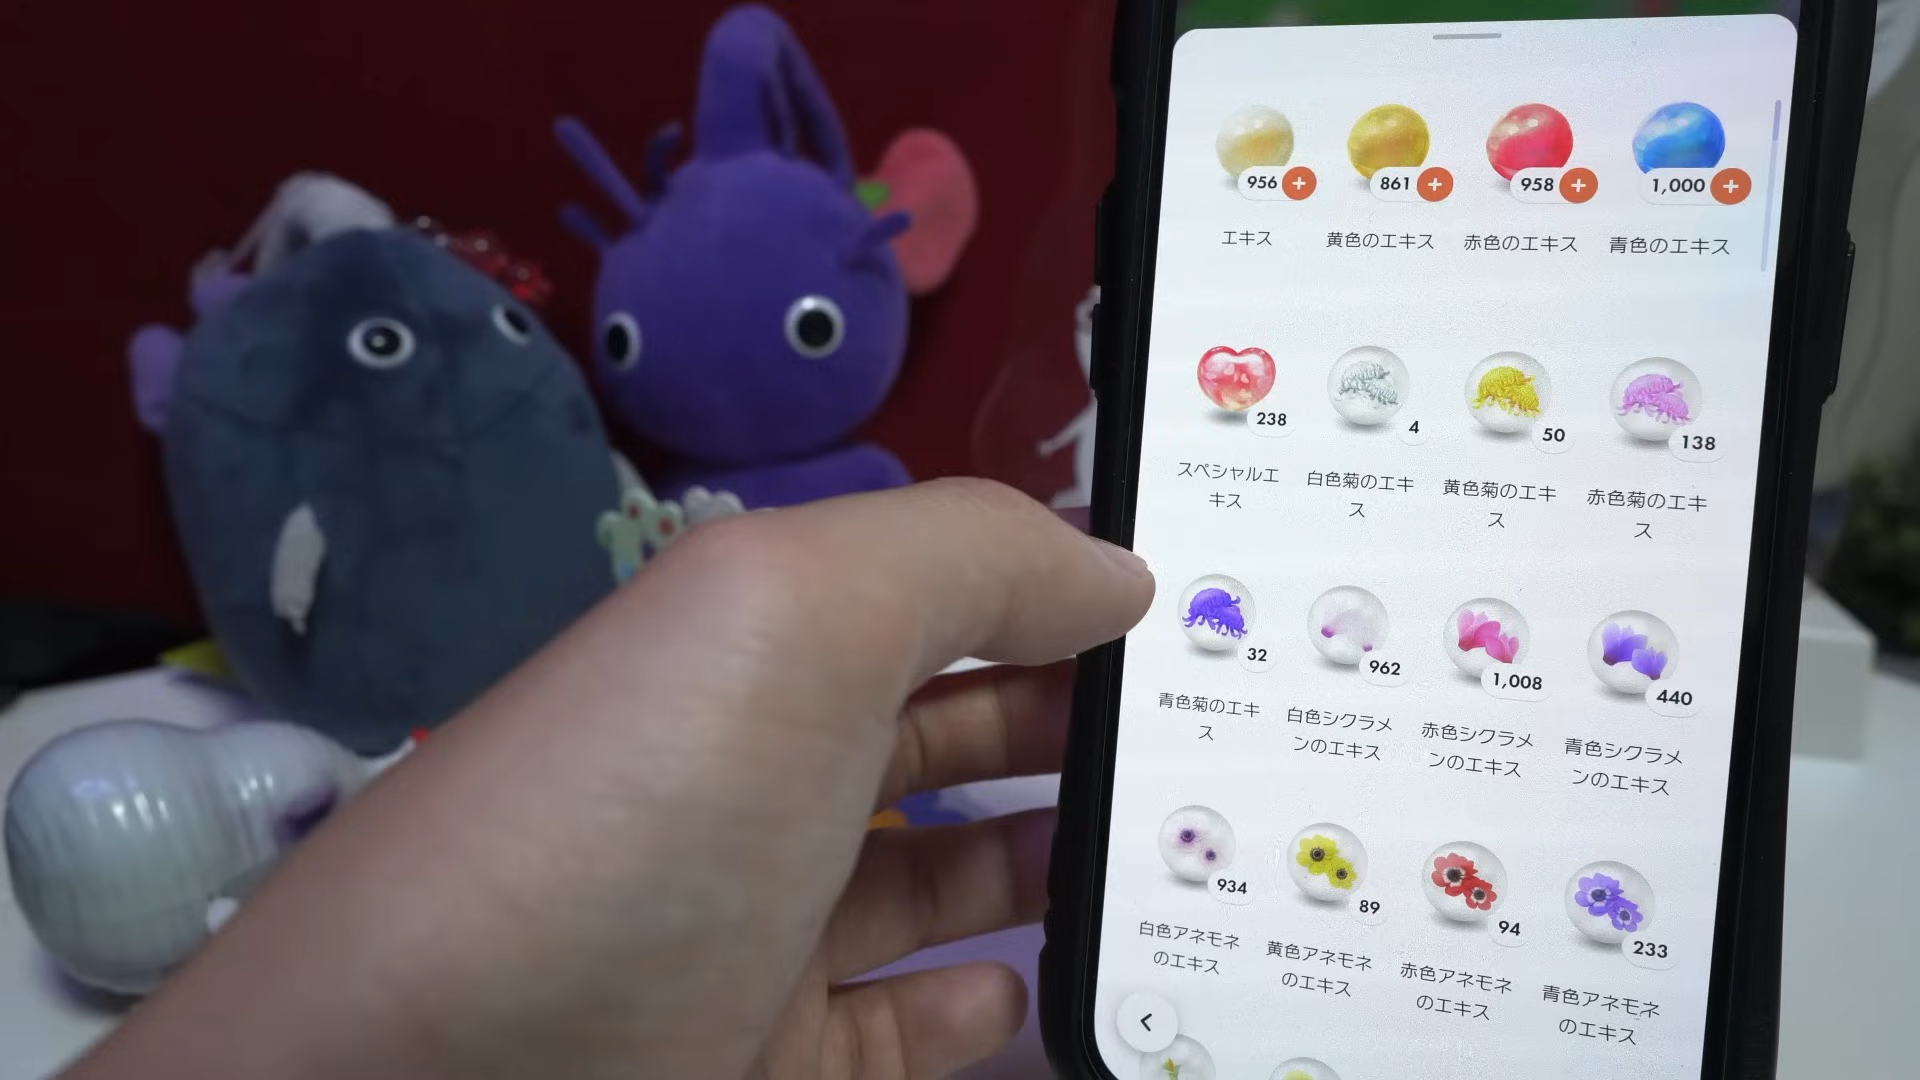 956 861 958 1,000
エキス 黄色のエキス 赤色のエキス 青色のエキス
238 4 50 138
スペシャルエ
キス
白色菊のエキ
ス
黄色菊のエキ
ス
赤色菊のエキ
ス
32 962 1,008 440
青色菊のエキ
ス
白色シクラメ
ンのエキス
赤色シクラメ
ンのエキス
青色シクラメ
ンのエキス
934 89 94 233
白色アネモネ
のエキス
黄色アネモネ
のエキス
赤色アネモネ
のエキス
青色アネモネ
のエキス